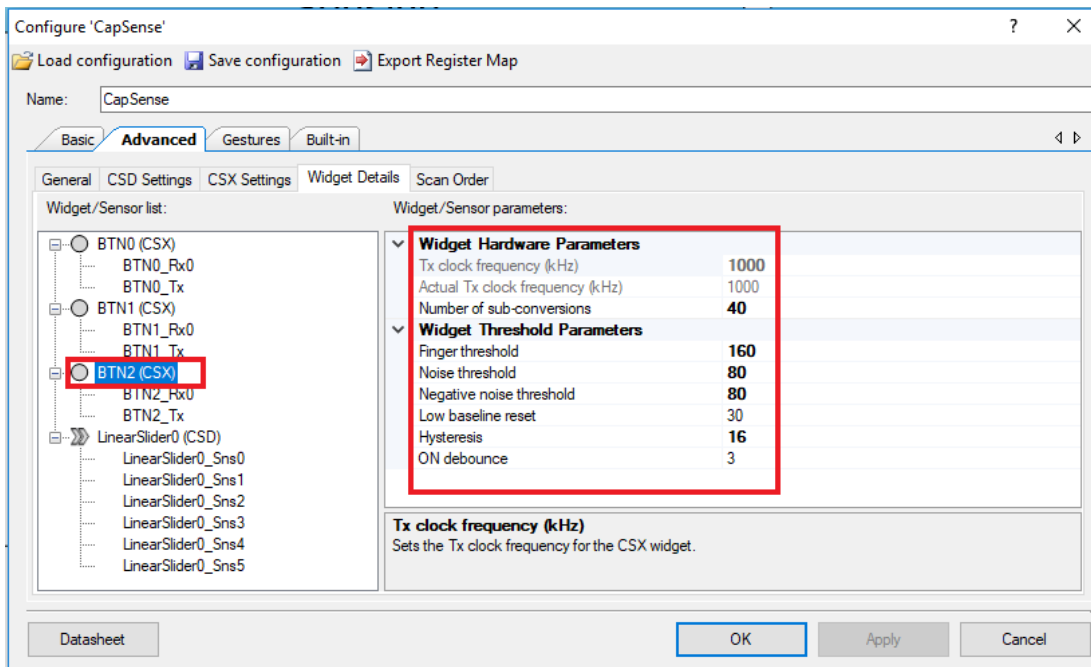 Configure 'CapSense'
?
Load configuration Save configuration Export Register Map
Name: CapSense
Basic Advanced Gestures Built-in
General CSD Settings CSX Settings Widget Details Scan Order
Widget/Sensor list: Widget/Sensor parameters:
BTN0 (CSX)
BTN0_Rx0
BTN0_Tx
BTN1 (CSX)
BTN1_Rx0
BTN1_Tx
BTN2 (CSX)
BTN2_Rx0
BTN2_Tx
LinearSlider0 (CSD)
LinearSlider0_Sns0
LinearSlider0_Sns1
LinearSlider0_Sns2
LinearSlider0_Sns3
LinearSlider0_Sns4
LinearSlider0_Sns5
Widget Hardware Parameters
Tx clock frequency (kHz) 1000
Actual Tx clock frequency (kHz) 1000
Number of sub-conversions 40
Widget Threshold Parameters
Finger threshold 160
Noise threshold 80
Negative noise threshold 80
Low baseline reset 30
Hysteresis 16
ON debounce 3
Tx clock frequency (kHz)
Sets the Tx clock frequency for the CSX widget.
Datasheet OK Apply Cancel